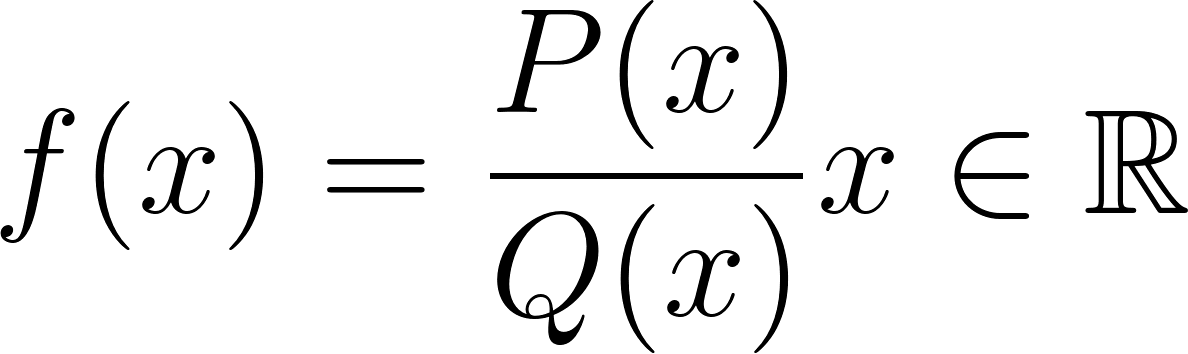 f(x) = P(x)/Q(x) x ∈ ℝ